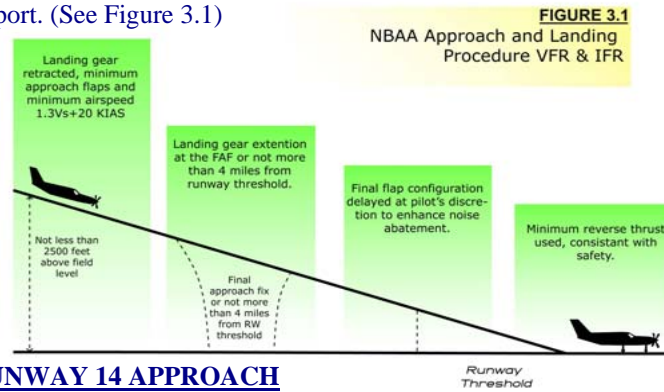 port. (See Figure 3.1)
FIGURE 3.1
NBAA Approach and Landing
Procedure VFR & IFR
Landing gear
retracted, minimum
approach flaps and
minimum airspeed
1.3Vs+20 KIAS
Landing gear extention
at the FAF or not more
than 4 miles from
runway threshold.
Final flap configuration
delayed at pilot's discre-
tion to enhance noise
abatement.
Minimum reverse thrust
used, consistant with
safety.
Not less than
2500 feet
above field
level
Final
approach fix
or not more
than 4 miles
from RW
threshold
Runway
Threshold
UNWAY 14 APPROACH